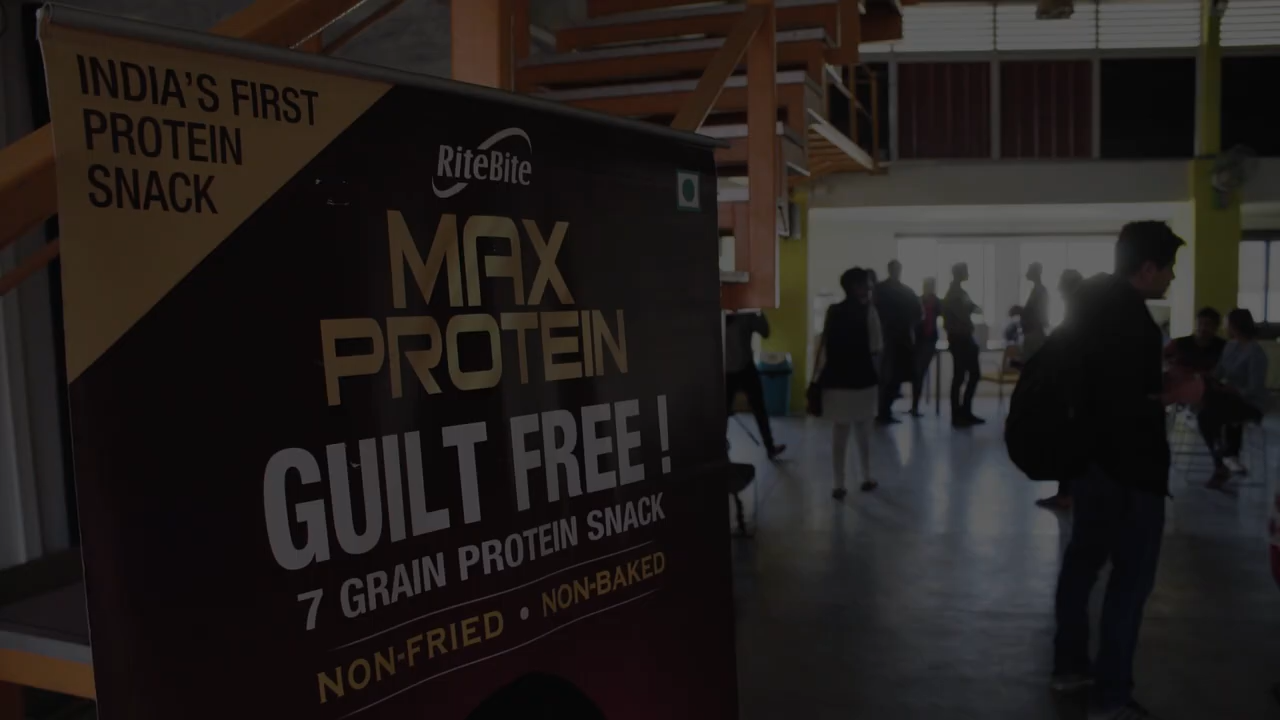 INDIA'S FIRST
PROTEIN
SNACK
RiteBite
MAX
PROTEIN
GUILT FREE !
7 GRAIN PROTEIN SNACK
NON-FRIED • NON-BAKED